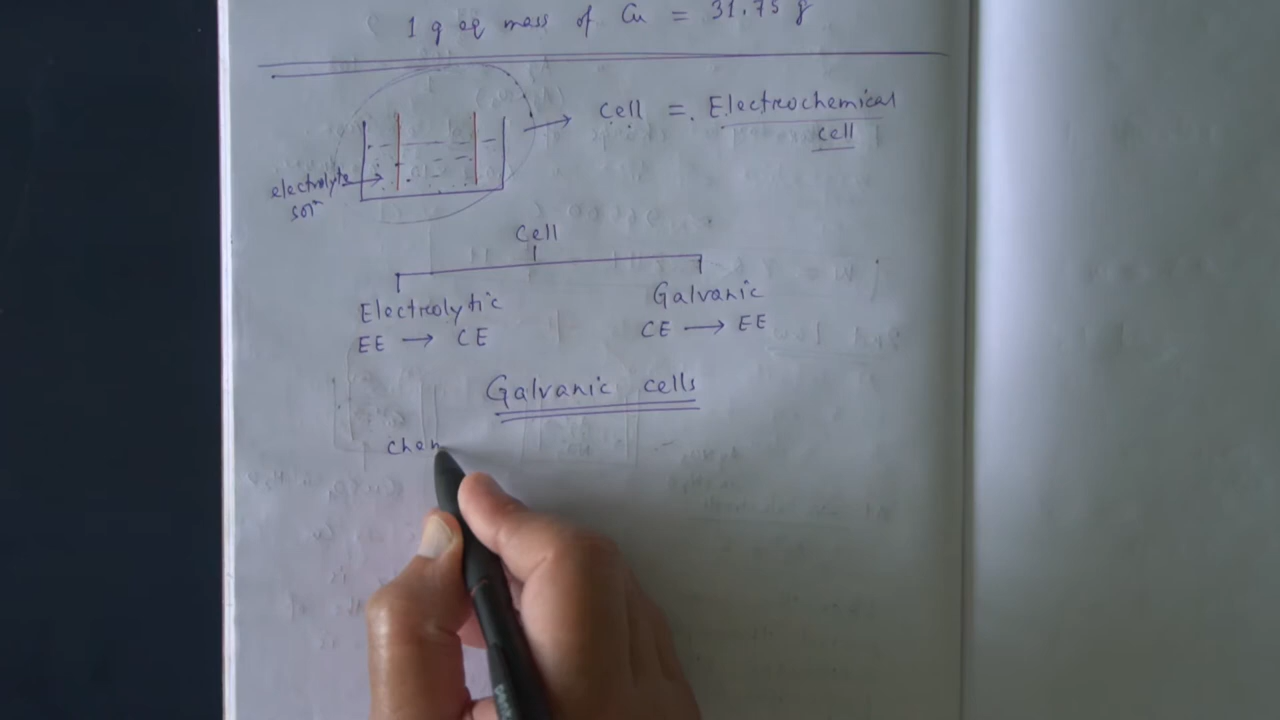 1 g eq mass of Cu = 31.75 g
cell = Electrochemical
cell
electrolyte
solⁿ
Cell
Electrolytic Galvanic
EE → CE CE → EE
Galvanic cells
chem